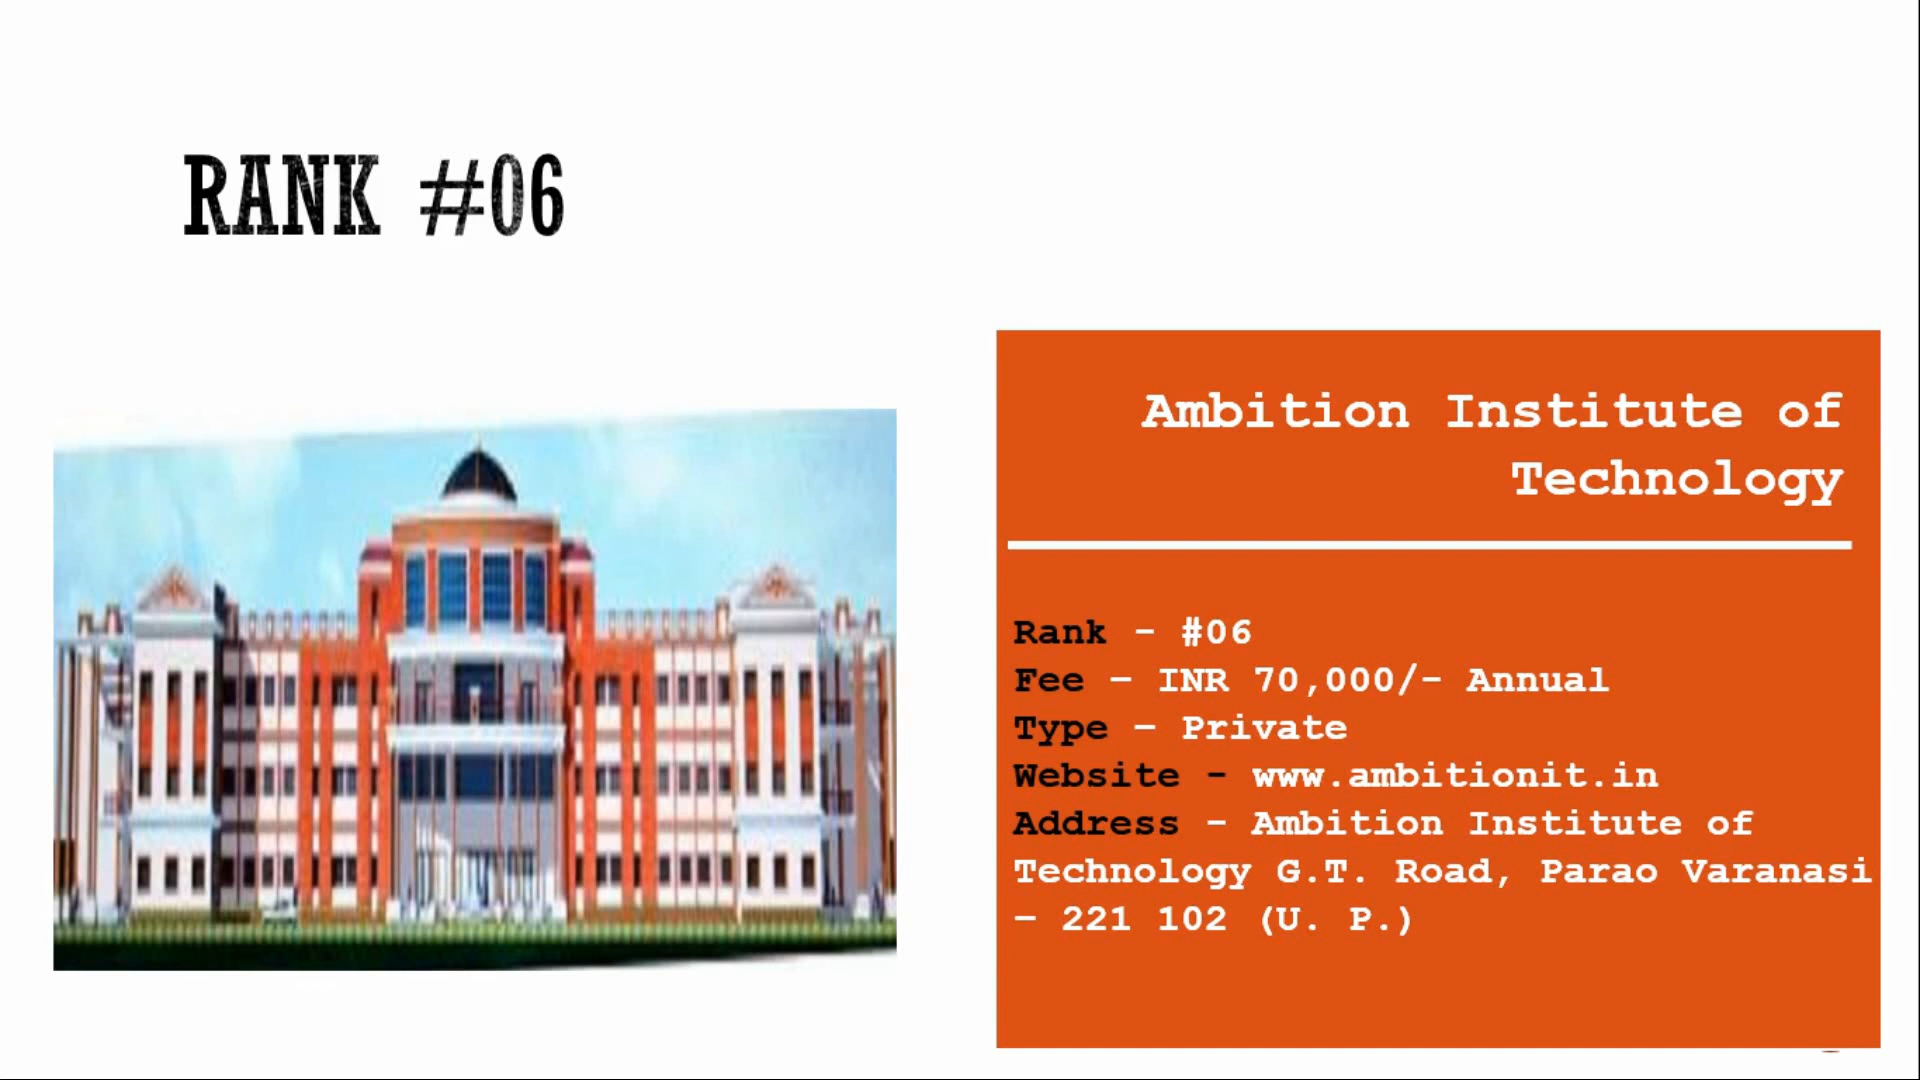 RANK #06
Ambition Institute of
Technology
Rank - #06
Fee – INR 70,000/- Annual
Type – Private
Website - www.ambitionit.in
Address - Ambition Institute of
Technology G.T. Road, Parao Varanasi
– 221 102 (U. P.)